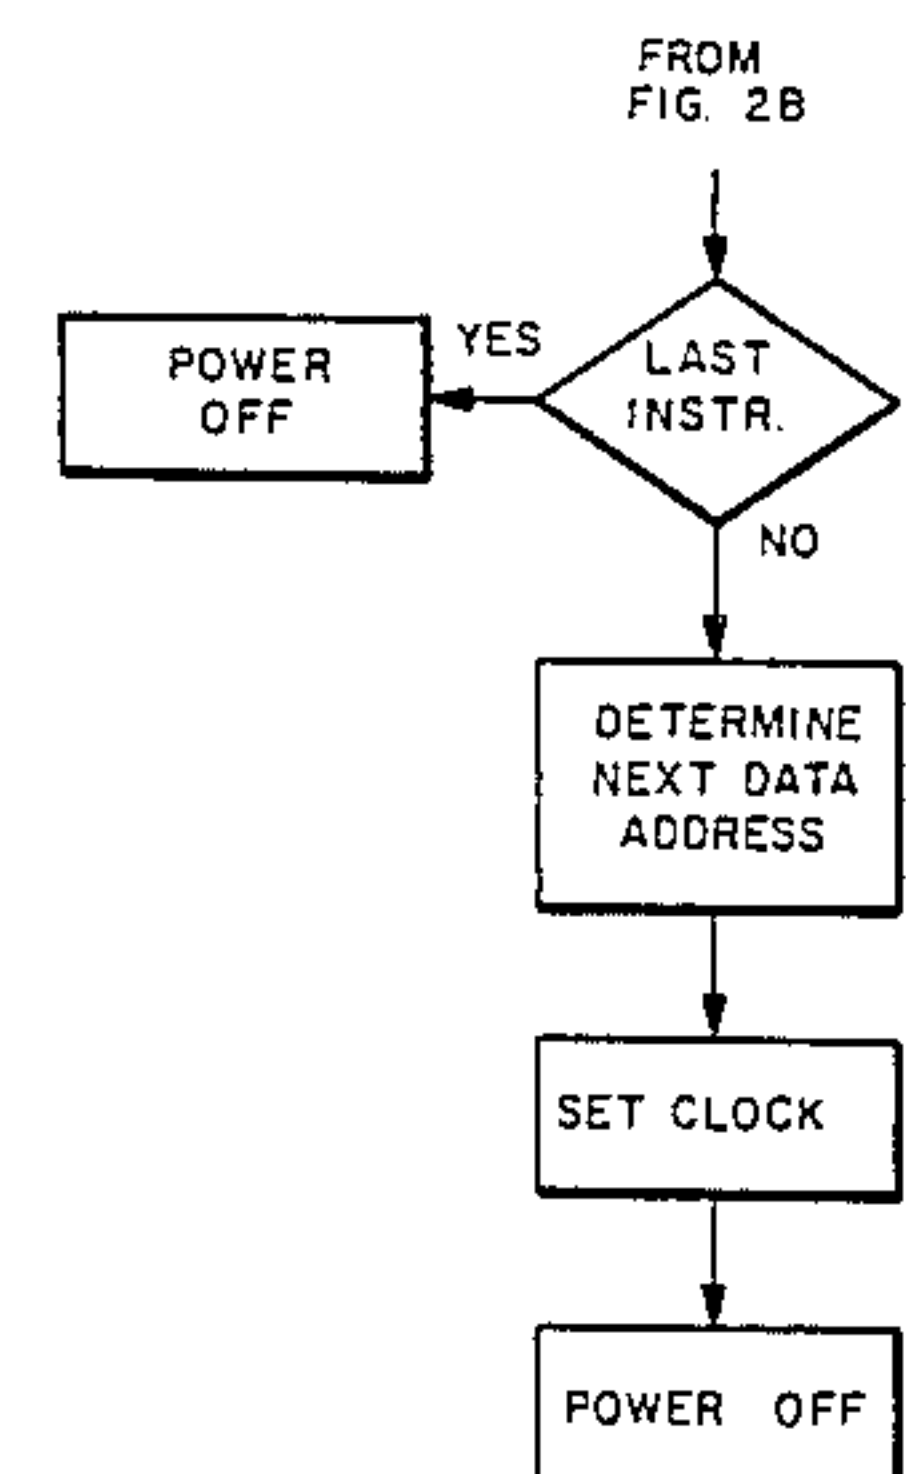 FROM
FIG. 2B
YES
LAST
INSTR.
POWER
OFF
NO
DETERMINE
NEXT DATA
ADDRESS
SET CLOCK
POWER OFF